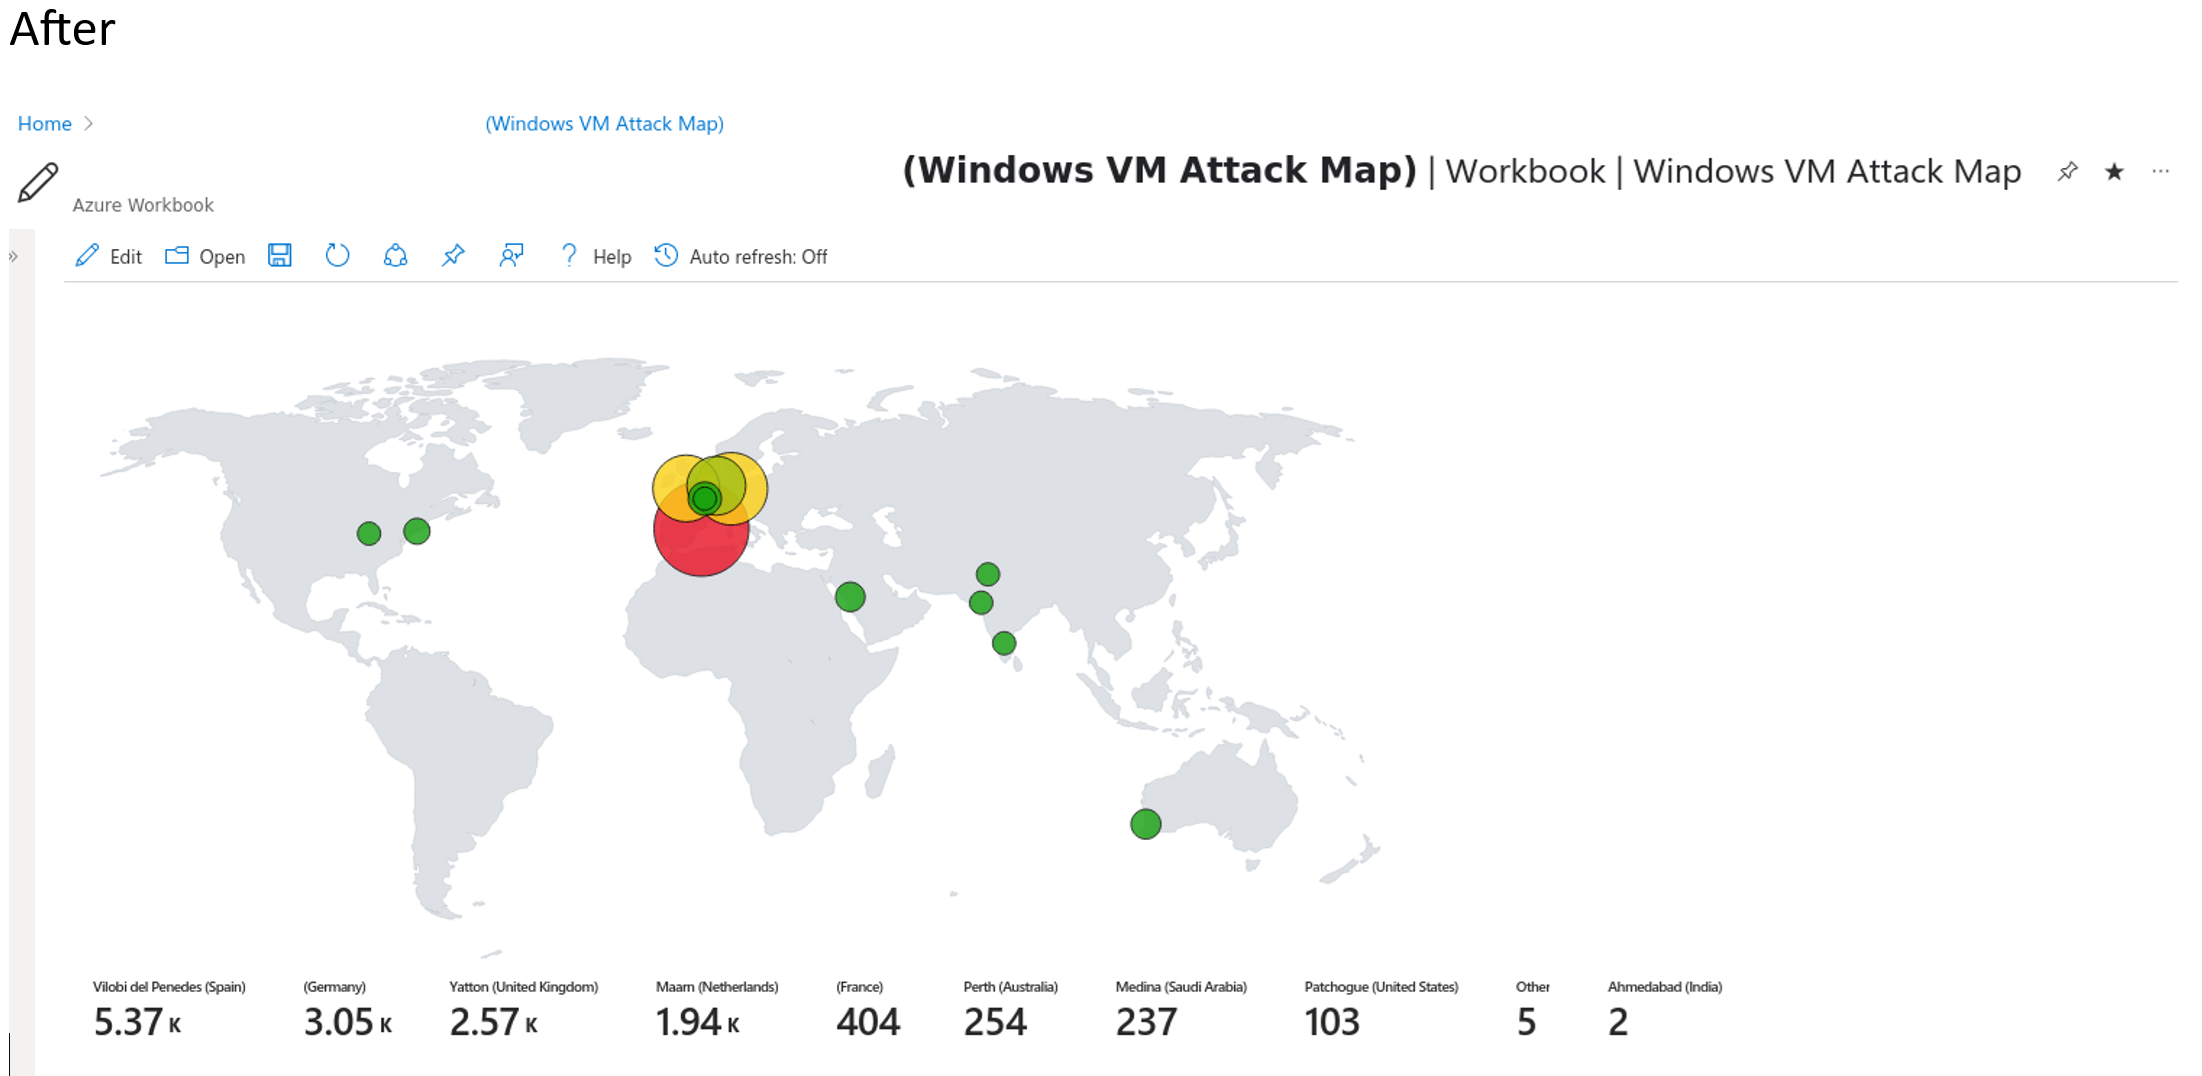 After
Home > (Windows VM Attack Map)
(Windows VM Attack Map) | Workbook | Windows VM Attack Map
Azure Workbook
Edit Open Help Auto refresh: Off
Vilobi del Penedes (Spain) (Germany) Yatton (United Kingdom) Maarn (Netherlands) (France) Perth (Australia) Medina (Saudi Arabia) Patchogue (United States) Other Ahmedabad (India)
5.37 K 3.05 K 2.57 K 1.94 K 404 254 237 103 5 2